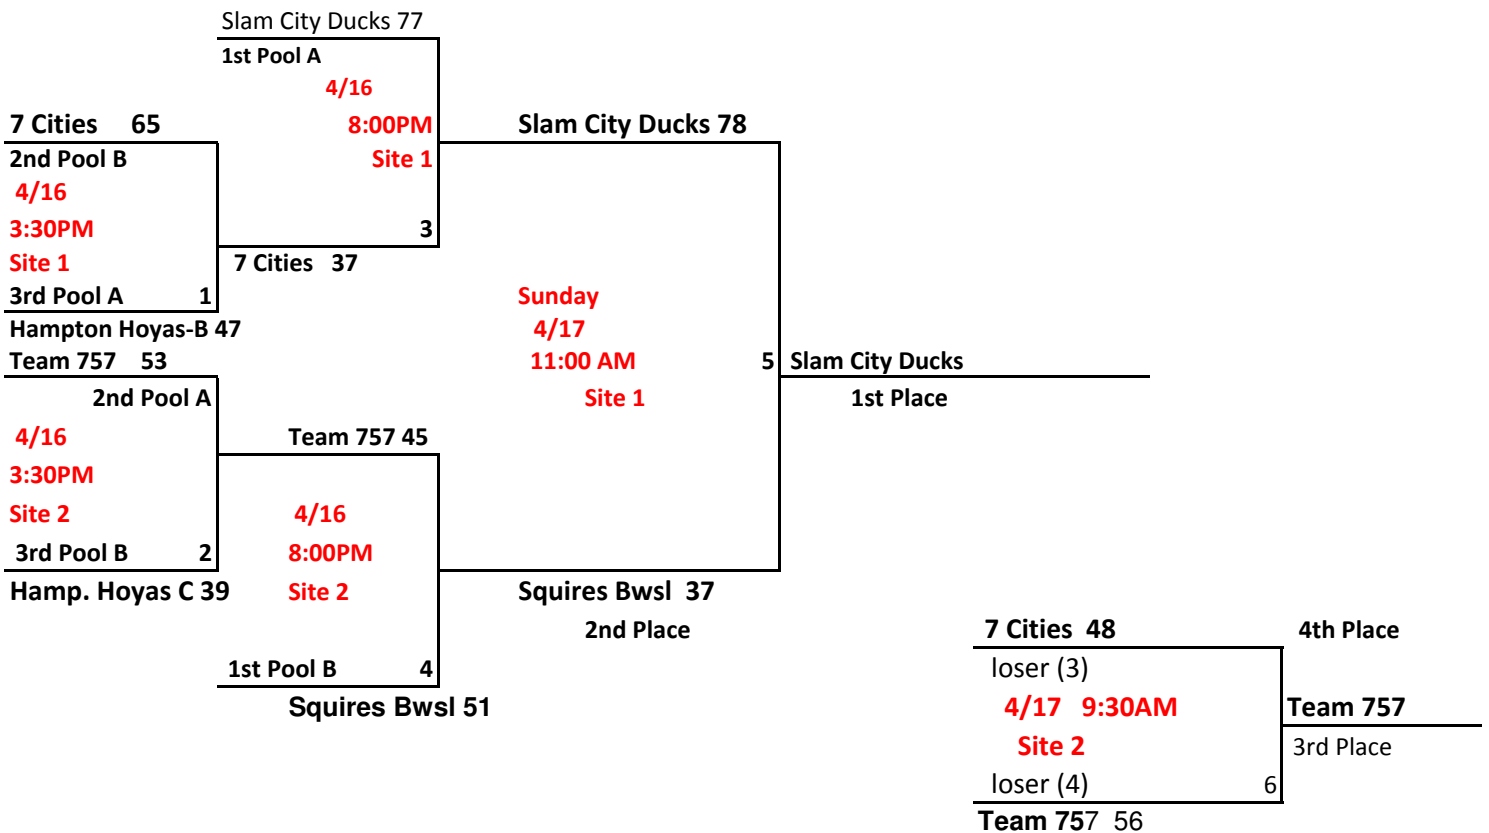 Slam City Ducks 77
1st Pool A
4/16
7 Cities 65
8:00PM
Slam City Ducks 78
2nd Pool B
Site 1
4/16
3:30PM
3
Site 1
7 Cities 37
3rd Pool A 1
Sunday
Hampton Hoyas-B 47
4/17
Team 757 53
11:00 AM
5
Slam City Ducks
2nd Pool A
Site 1
1st Place
4/16
Team 757 45
3:30PM
Site 2
4/16
3rd Pool B 2
8:00PM
Hamp. Hoyas C 39
Site 2
Squires Bwsl 37
2nd Place
7 Cities 48
4th Place
1st Pool B 4
loser (3)
Squires Bwsl 51
4/17 9:30AM
Team 757
Site 2
3rd Place
loser (4) 6
Team 757 56